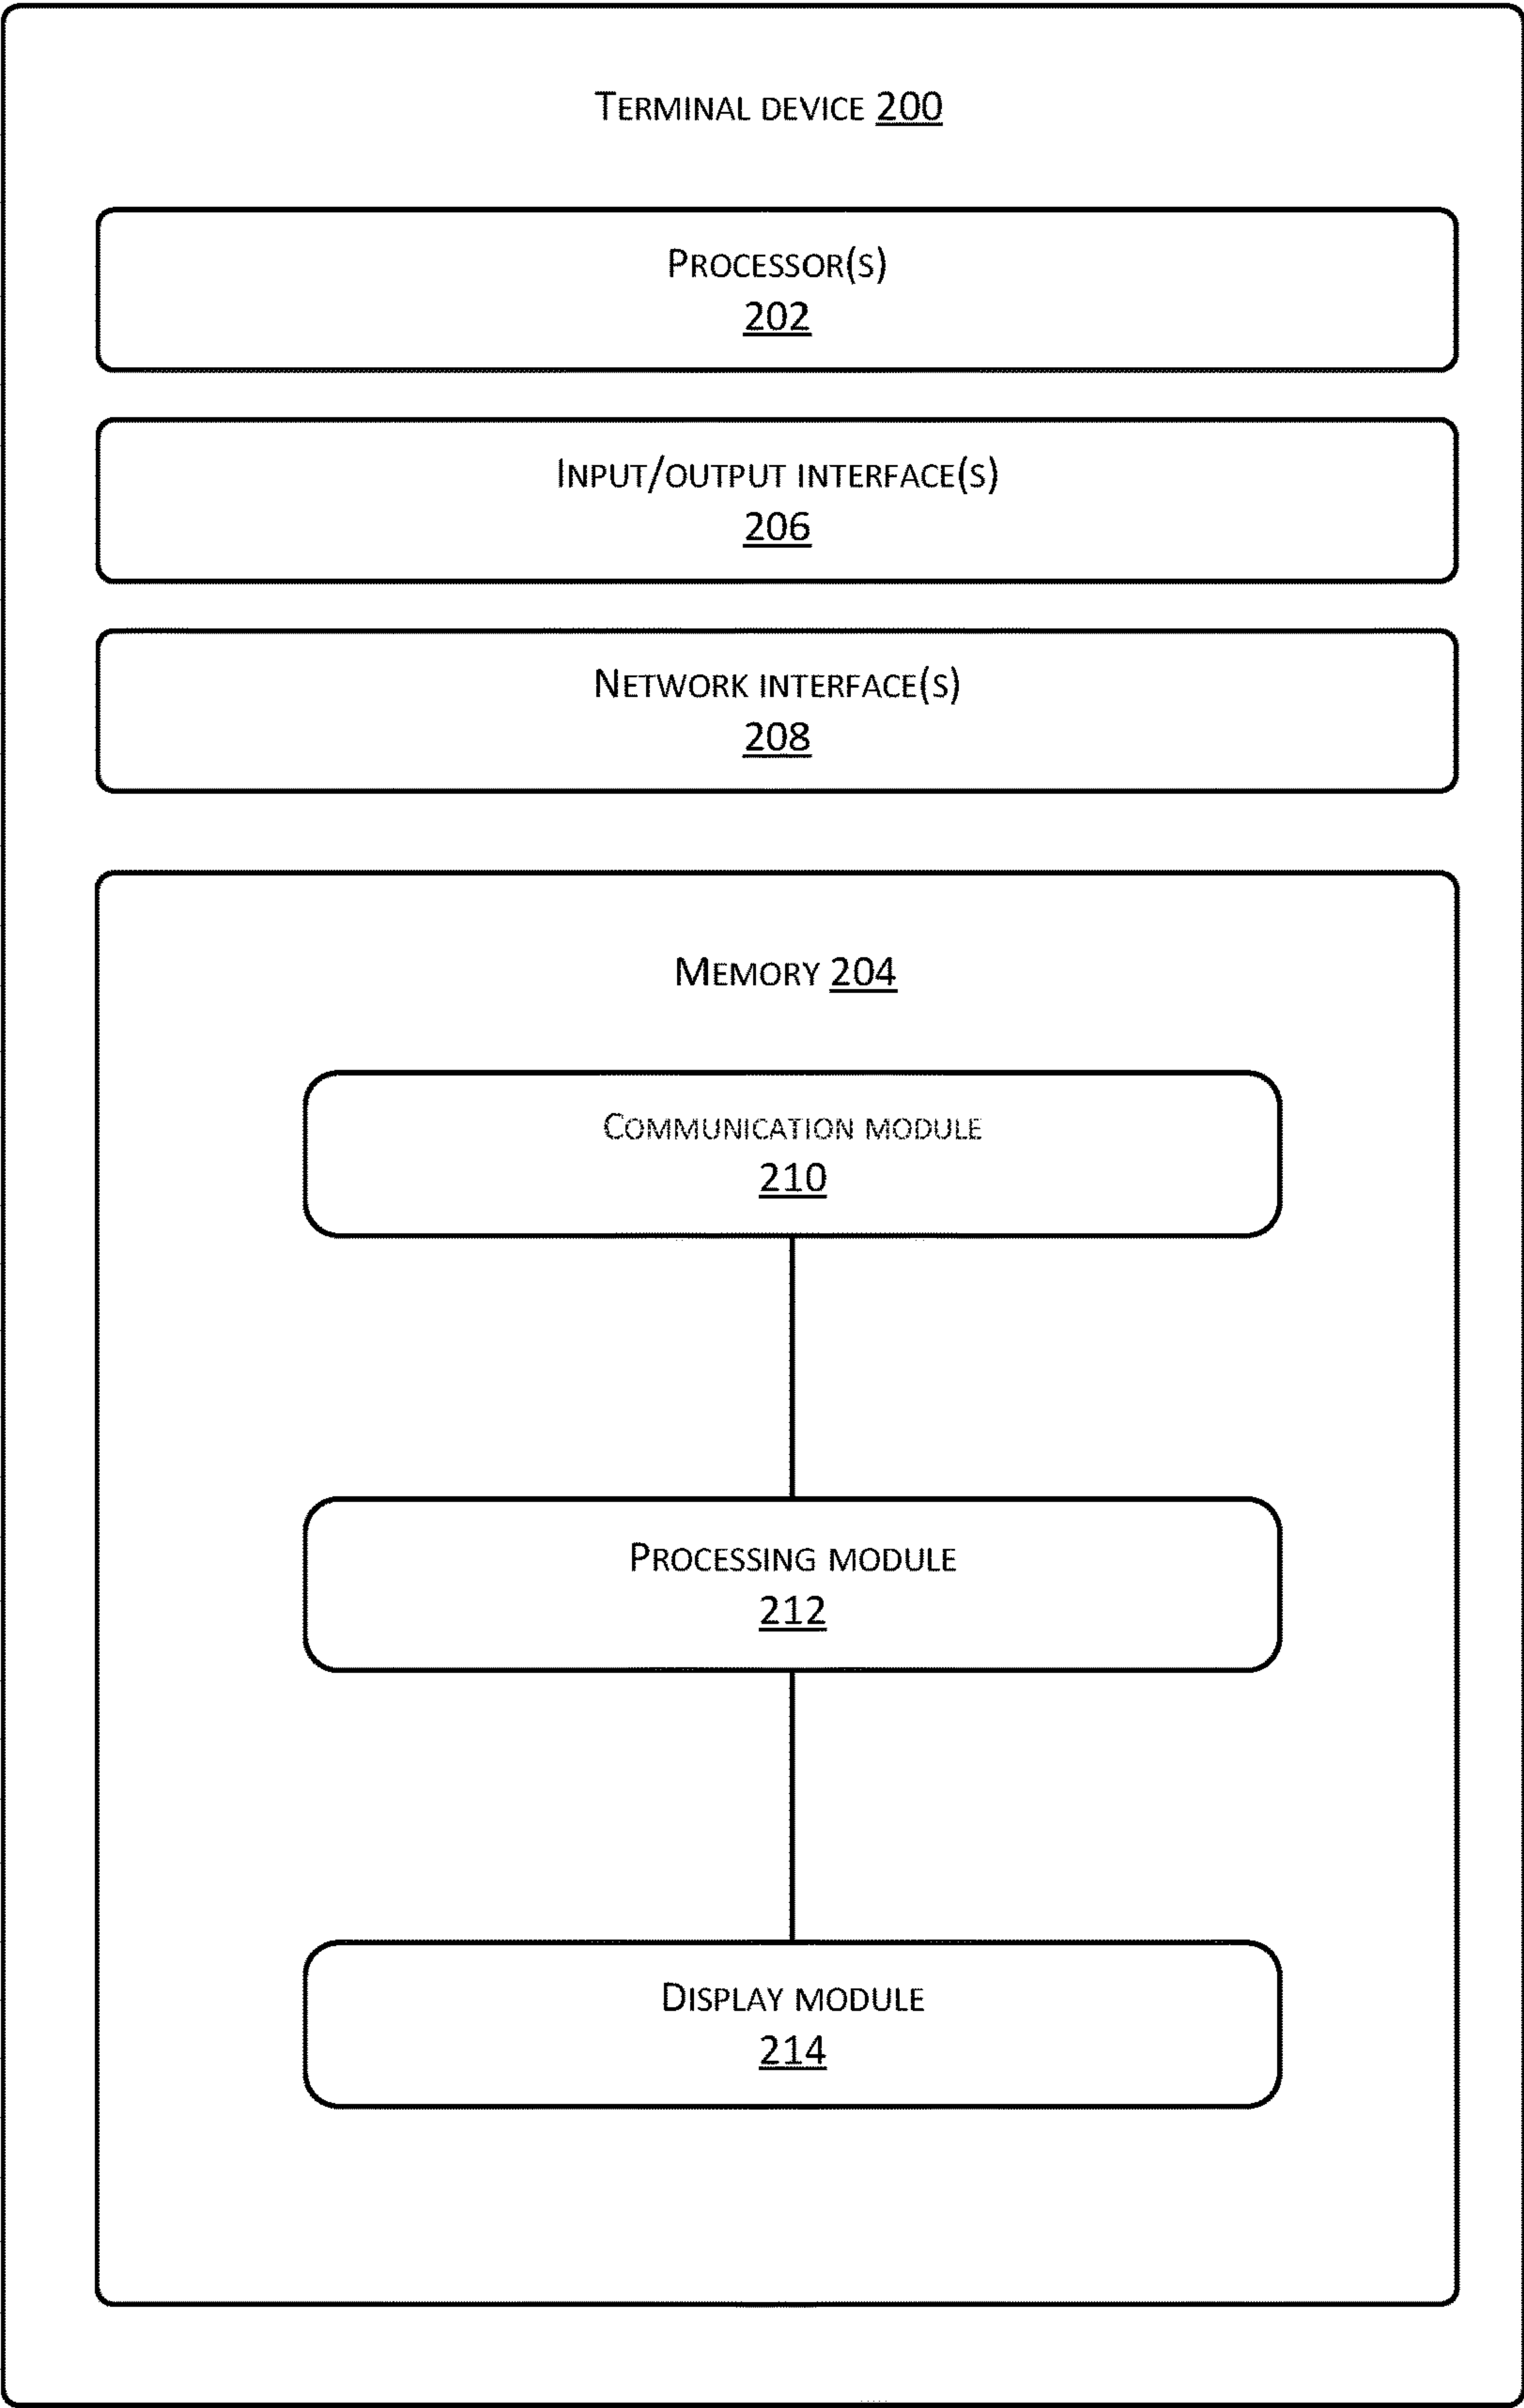 Terminal device 200
Processor(s)
202
Input/output interface(s)
206
Network interface(s)
208
Memory 204
Communication module
210
Processing module
212
Display module
214